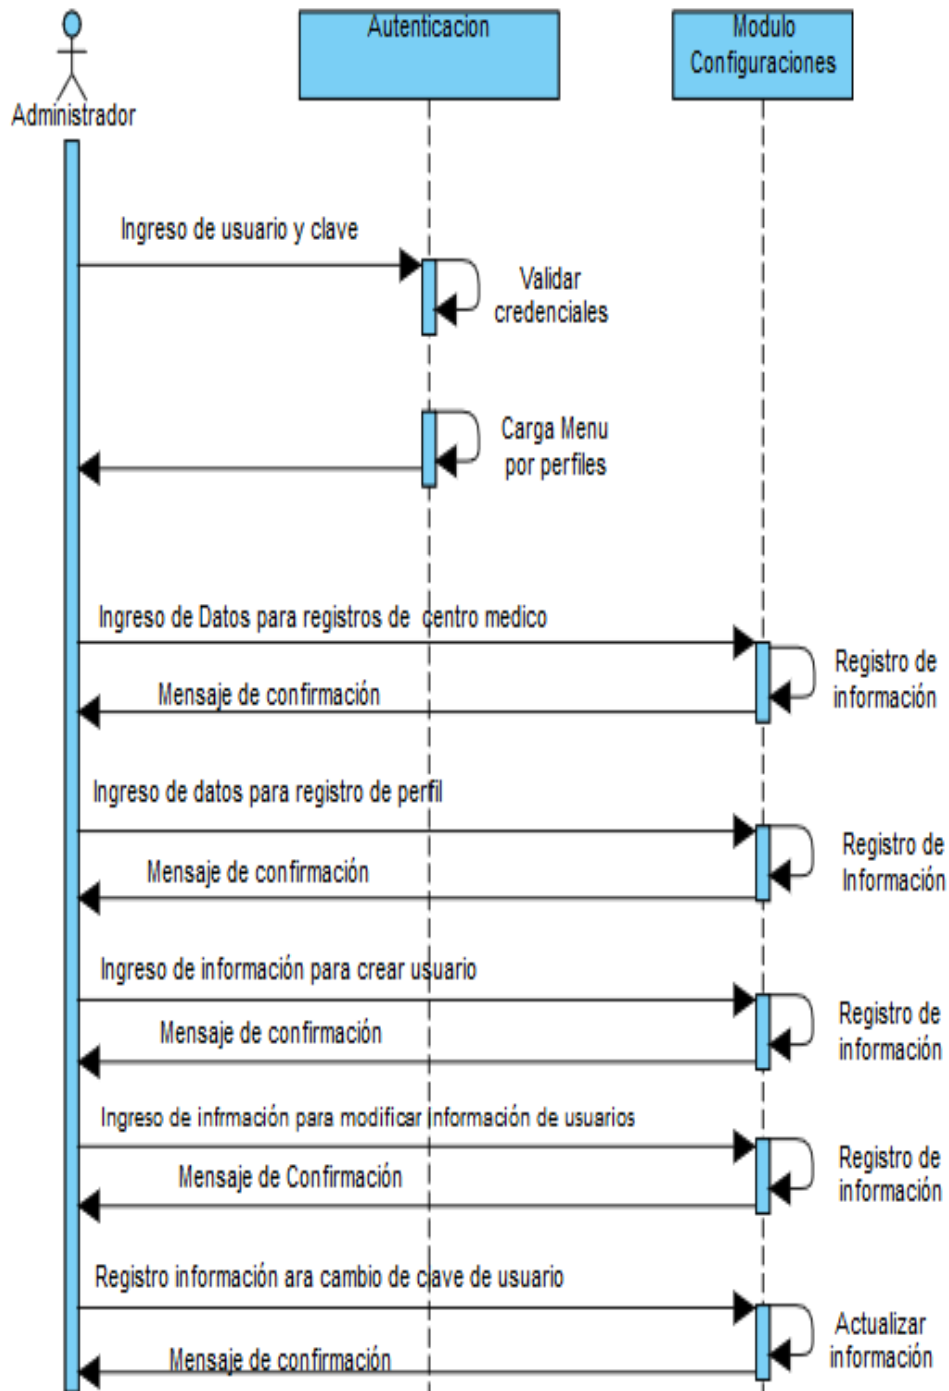 Autenticacion
Modulo
Configuraciones
Administrador
Ingreso de usuario y clave
Validar
credenciales
Carga Menu
por perfiles
Ingreso de Datos para registros de centro medico
Registro de
información
Mensaje de confirmación
Ingreso de datos para registro de perfil
Registro de
Información
Mensaje de confirmación
Ingreso de información para crear usuario
Registro de
información
Mensaje de confirmación
Ingreso de infrmación para modificar información de usuarios
Registro de
información
Mensaje de Confirmación
Registro información ara cambio de clave de usuario
Actualizar
información
Mensaje de confirmación